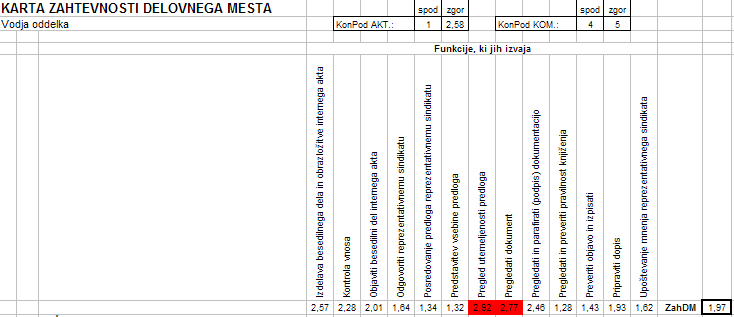 KARTA ZAHTEVNOSTI DELOVNEGA MESTA
spod zgor spod zgor
Vodja oddelka KonPod AKT.: 1 2,58 KonPod KOM.: 4 5
Funkcije, ki jih izvaja
Izdelava besedilnega dela in obrazložitve internega akta
Kontrola vnosa
Objaviti besedilni del internega akta
Odgovoriti reprezentativnemu sindikatu
Posredovanje predloga reprezentativnemu sindikatu
Predstavitev vsebine predloga
Pregled utemeljenosti predloga
Pregledati dokument
Pregledati in parafirati (podpis) dokumentacijo
Pregledati in preveriti pravilnost knjiženja
Preveriti objavo in izpisati
Pripraviti dopis
Upoštevanje mnenja reprezentativnega sindikata
2,57 2,28 2,01 1,64 1,34 1,32 2,82 2,77 2,46 1,28 1,43 1,93 1,62 ZahDM 1,97